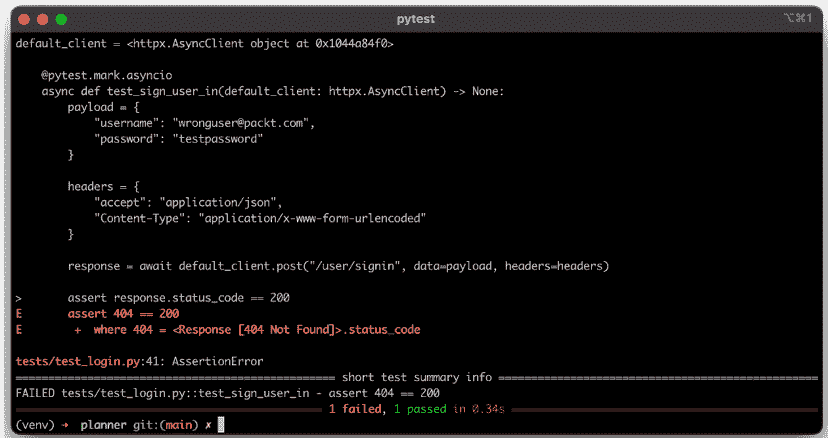 pytest
⌥⌘1
default_client = <httpx.AsyncClient object at 0x1044a84f0>
@pytest.mark.asyncio
async def test_sign_user_in(default_client: httpx.AsyncClient) -> None:
payload = {
"username": "wronguser@packt.com",
"password": "testpassword"
}
headers = {
"accept": "application/json",
"Content-Type": "application/x-www-form-urlencoded"
}
response = await default_client.post("/user/signin", data=payload, headers=headers)
> assert response.status_code == 200
E assert 404 == 200
E + where 404 = <Response [404 Not Found]>.status_code
tests/test_login.py:41: AssertionError
short test summary info
FAILED tests/test_login.py::test_sign_user_in - assert 404 == 200
1 failed, 1 passed in 0.34s
(venv) → planner git:(main) ✗